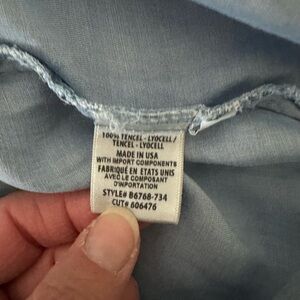 100% TENCEL - LYOCELL /
TENCEL - LYOCELL
MADE IN USA
WITH IMPORT COMPONENTS
FABRIQUÉ EN ETATS UNIS
AVEC LE COMPOSANT
D'IMPORTATION
STYLE# B6768-734
CUT# 606476